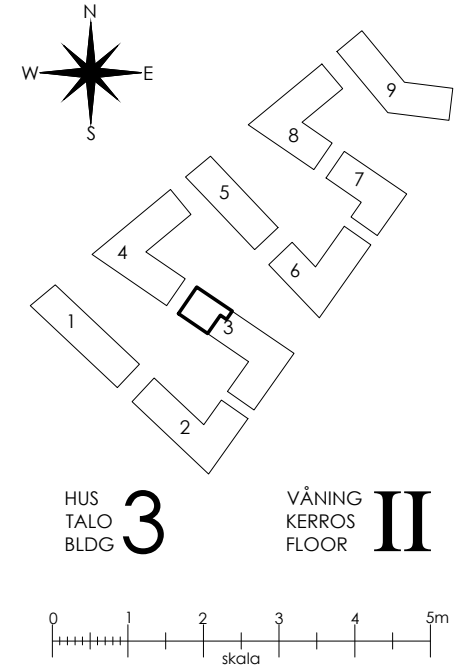 N
W E
S
9
8
7
5
4
6
3
1
2
HUS
TALO
BLDG
3
VÅNING
KERROS
FLOOR
II
0 1 2 3 4 5m
skala